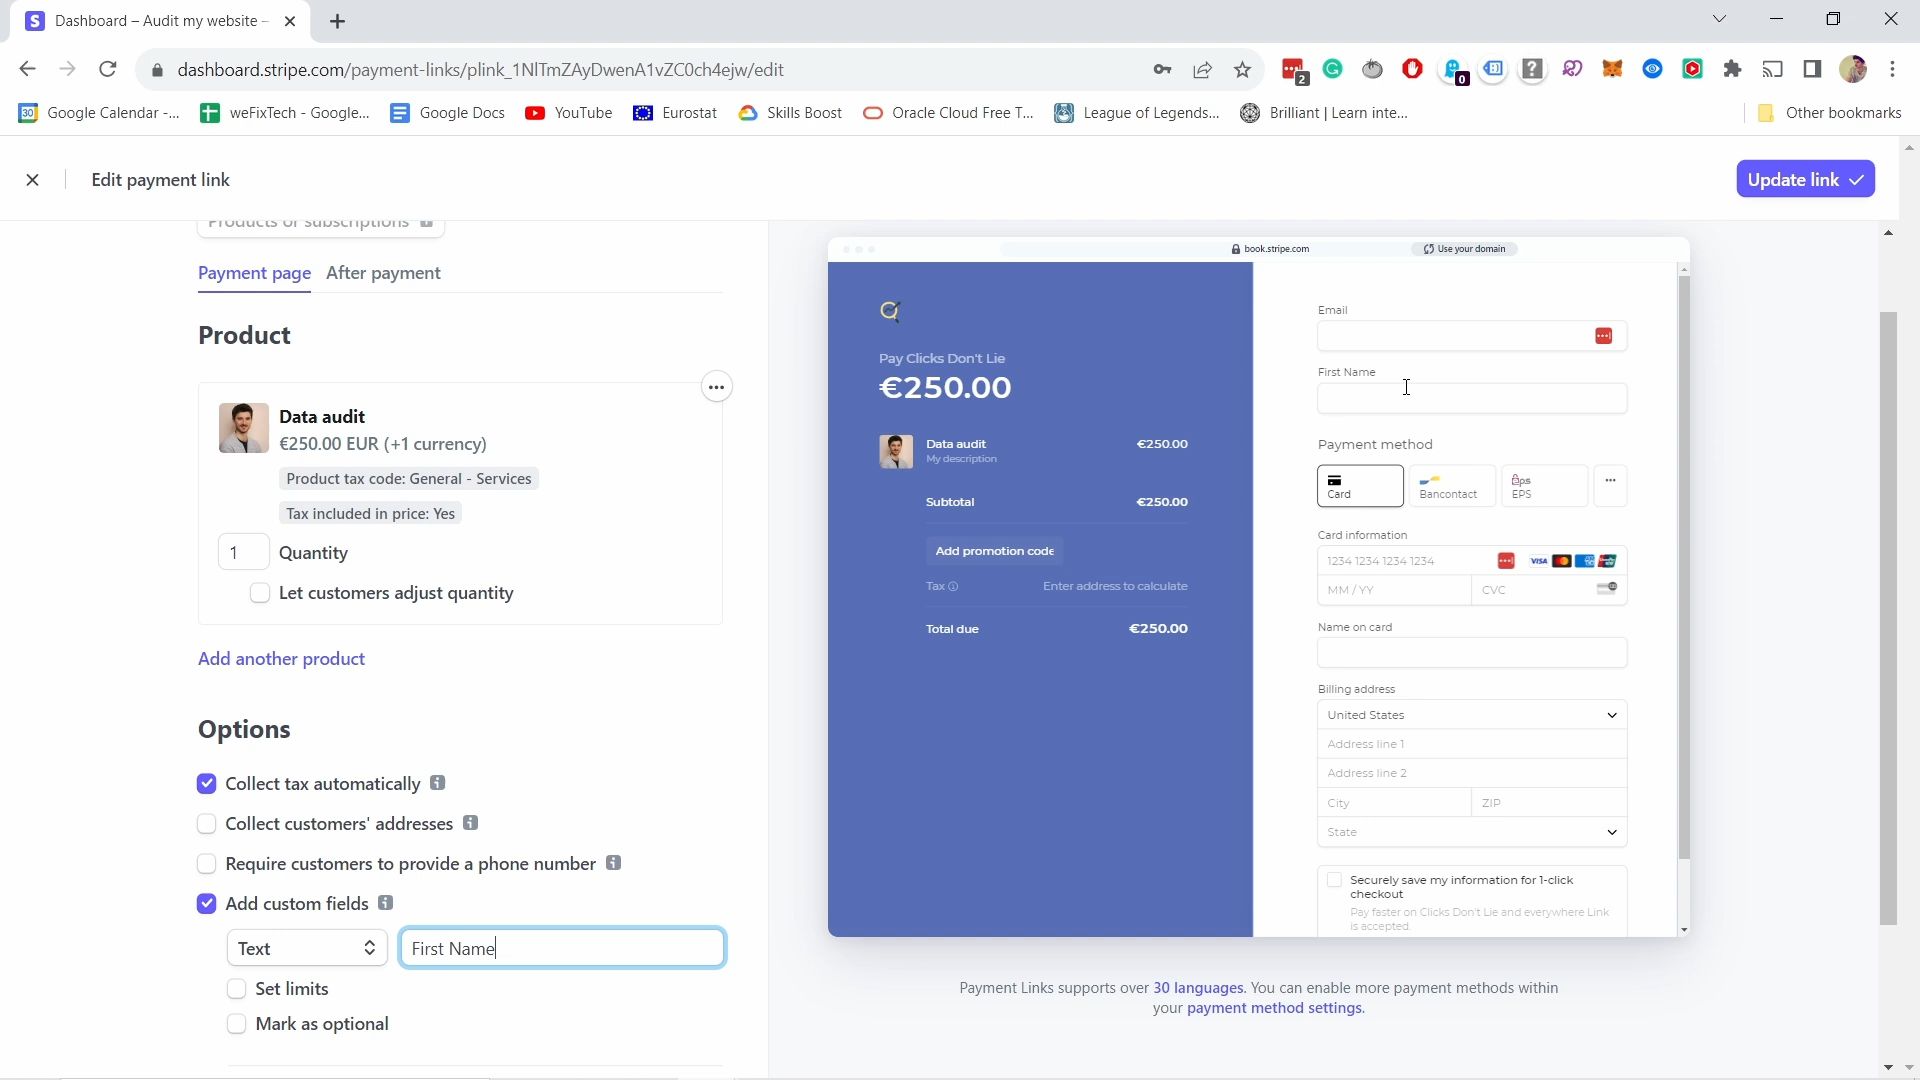 Dashboard – Audit my website –
dashboard.stripe.com/payment-links/plink_1NlTmZAyDwenA1vZC0ch4ejw/edit
2
0
Google Calendar -...
weFixTech - Google...
Google Docs
YouTube
Eurostat
Skills Boost
Oracle Cloud Free T...
League of Legends...
Brilliant | Learn inte...
Other bookmarks
Edit payment link
Update link
Products or subscriptions
Payment page
After payment
Product
Data audit
€250.00 EUR (+1 currency)
Product tax code: General - Services
Tax included in price: Yes
1
Quantity
Let customers adjust quantity
Add another product
Options
Collect tax automatically
Collect customers' addresses
Require customers to provide a phone number
Add custom fields
Text
First Name
Set limits
Mark as optional
book.stripe.com
Use your domain
Pay Clicks Don't Lie
€250.00
Data audit
€250.00
My description
Subtotal
€250.00
Add promotion code
Tax
Enter address to calculate
Total due
€250.00
Email
First Name
Payment method
Card
Bancontact
eps
EPS
Card information
1234 1234 1234 1234
VISA
MM / YY
CVC
Name on card
Billing address
United States
Address line 1
Address line 2
City
ZIP
State
Securely save my information for 1-click
checkout
Pay faster on Clicks Don't Lie and everywhere Link
is accepted.
Payment Links supports over 30 languages. You can enable more payment methods within
your payment method settings.